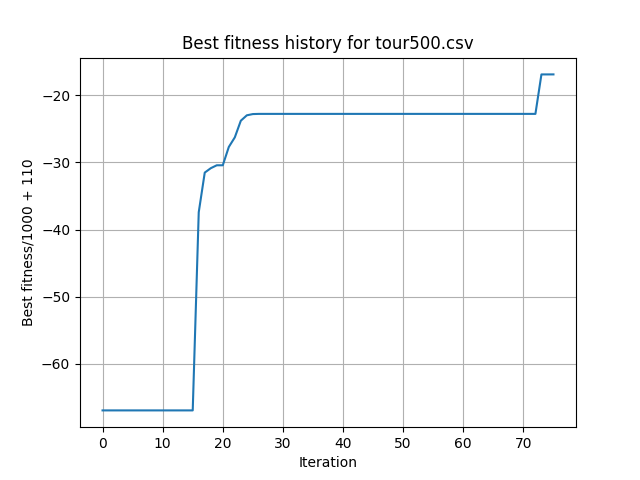 Best fitness history for tour500.csv
Best fitness/1000 + 110
−20
−30
−40
−50
−60
0 10 20 30 40 50 60 70
Iteration